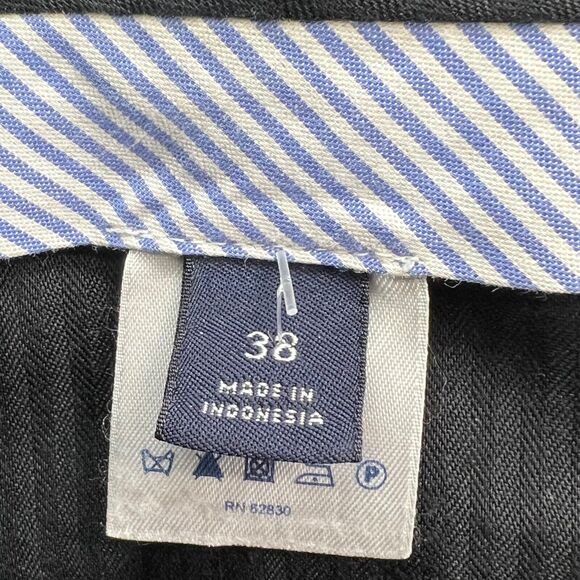 38
MADE IN
INDONESIA
P
RN 62830